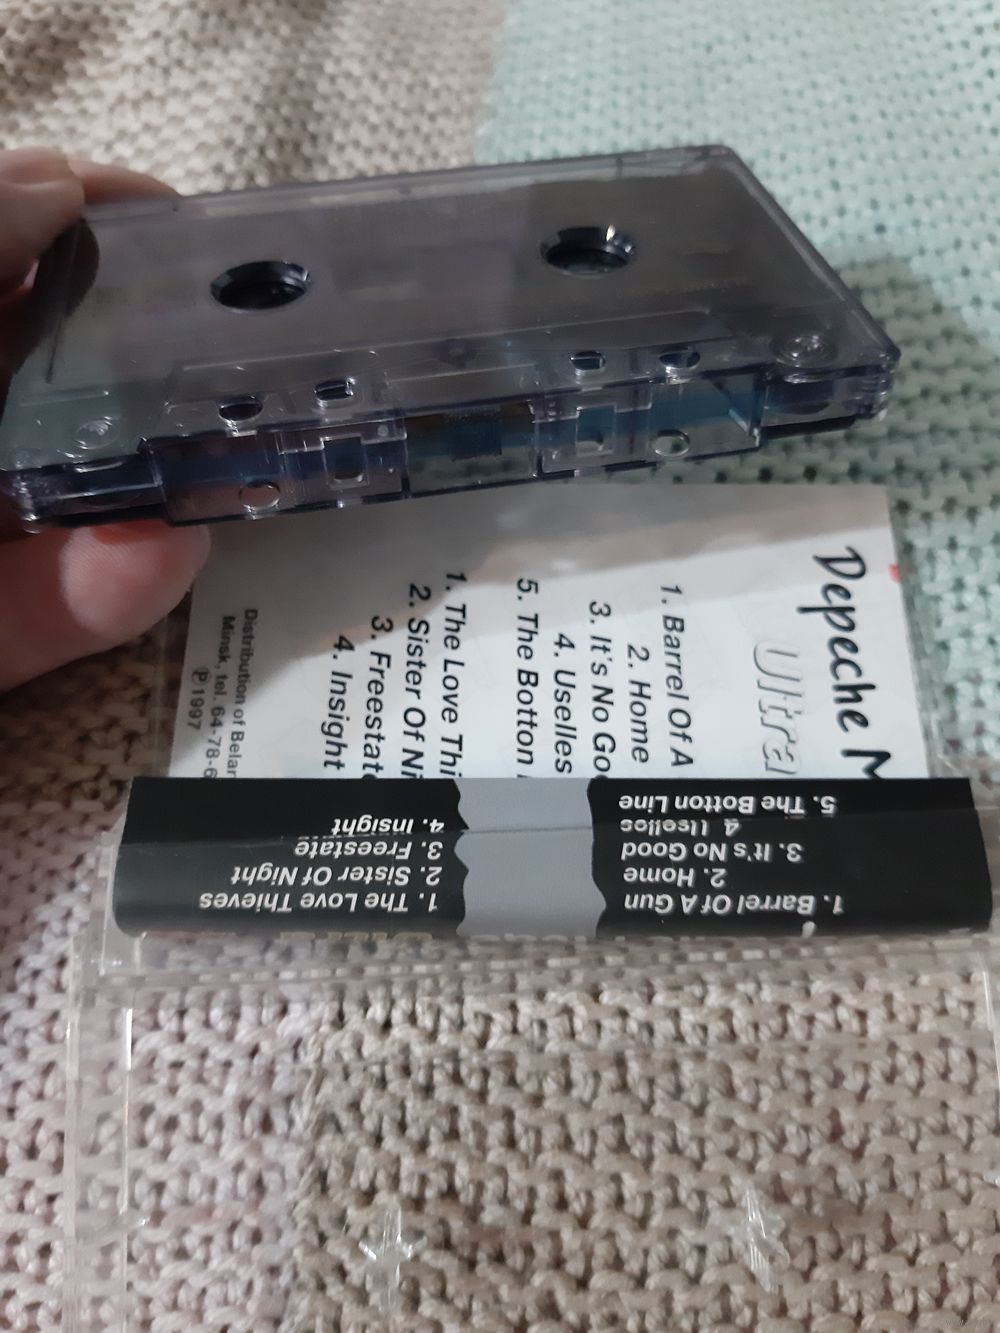 Depeche M
Ultra
1. Barrel Of A
2. Home
3. It's No Go
4. Uselles
5. The Botton
1. The Love Thi
2. Sister Of Ni
3. Freestat
4. Insight
Distribution of Belar
Minsk, tel. 64-78-6
℗1997
1. Barrel Of A Gun
2. Home
3. It's No Good
4. Uselles
5. The Botton Line
1. The Love Thieves
2. Sister Of Night
3. Freestate
4. Insight